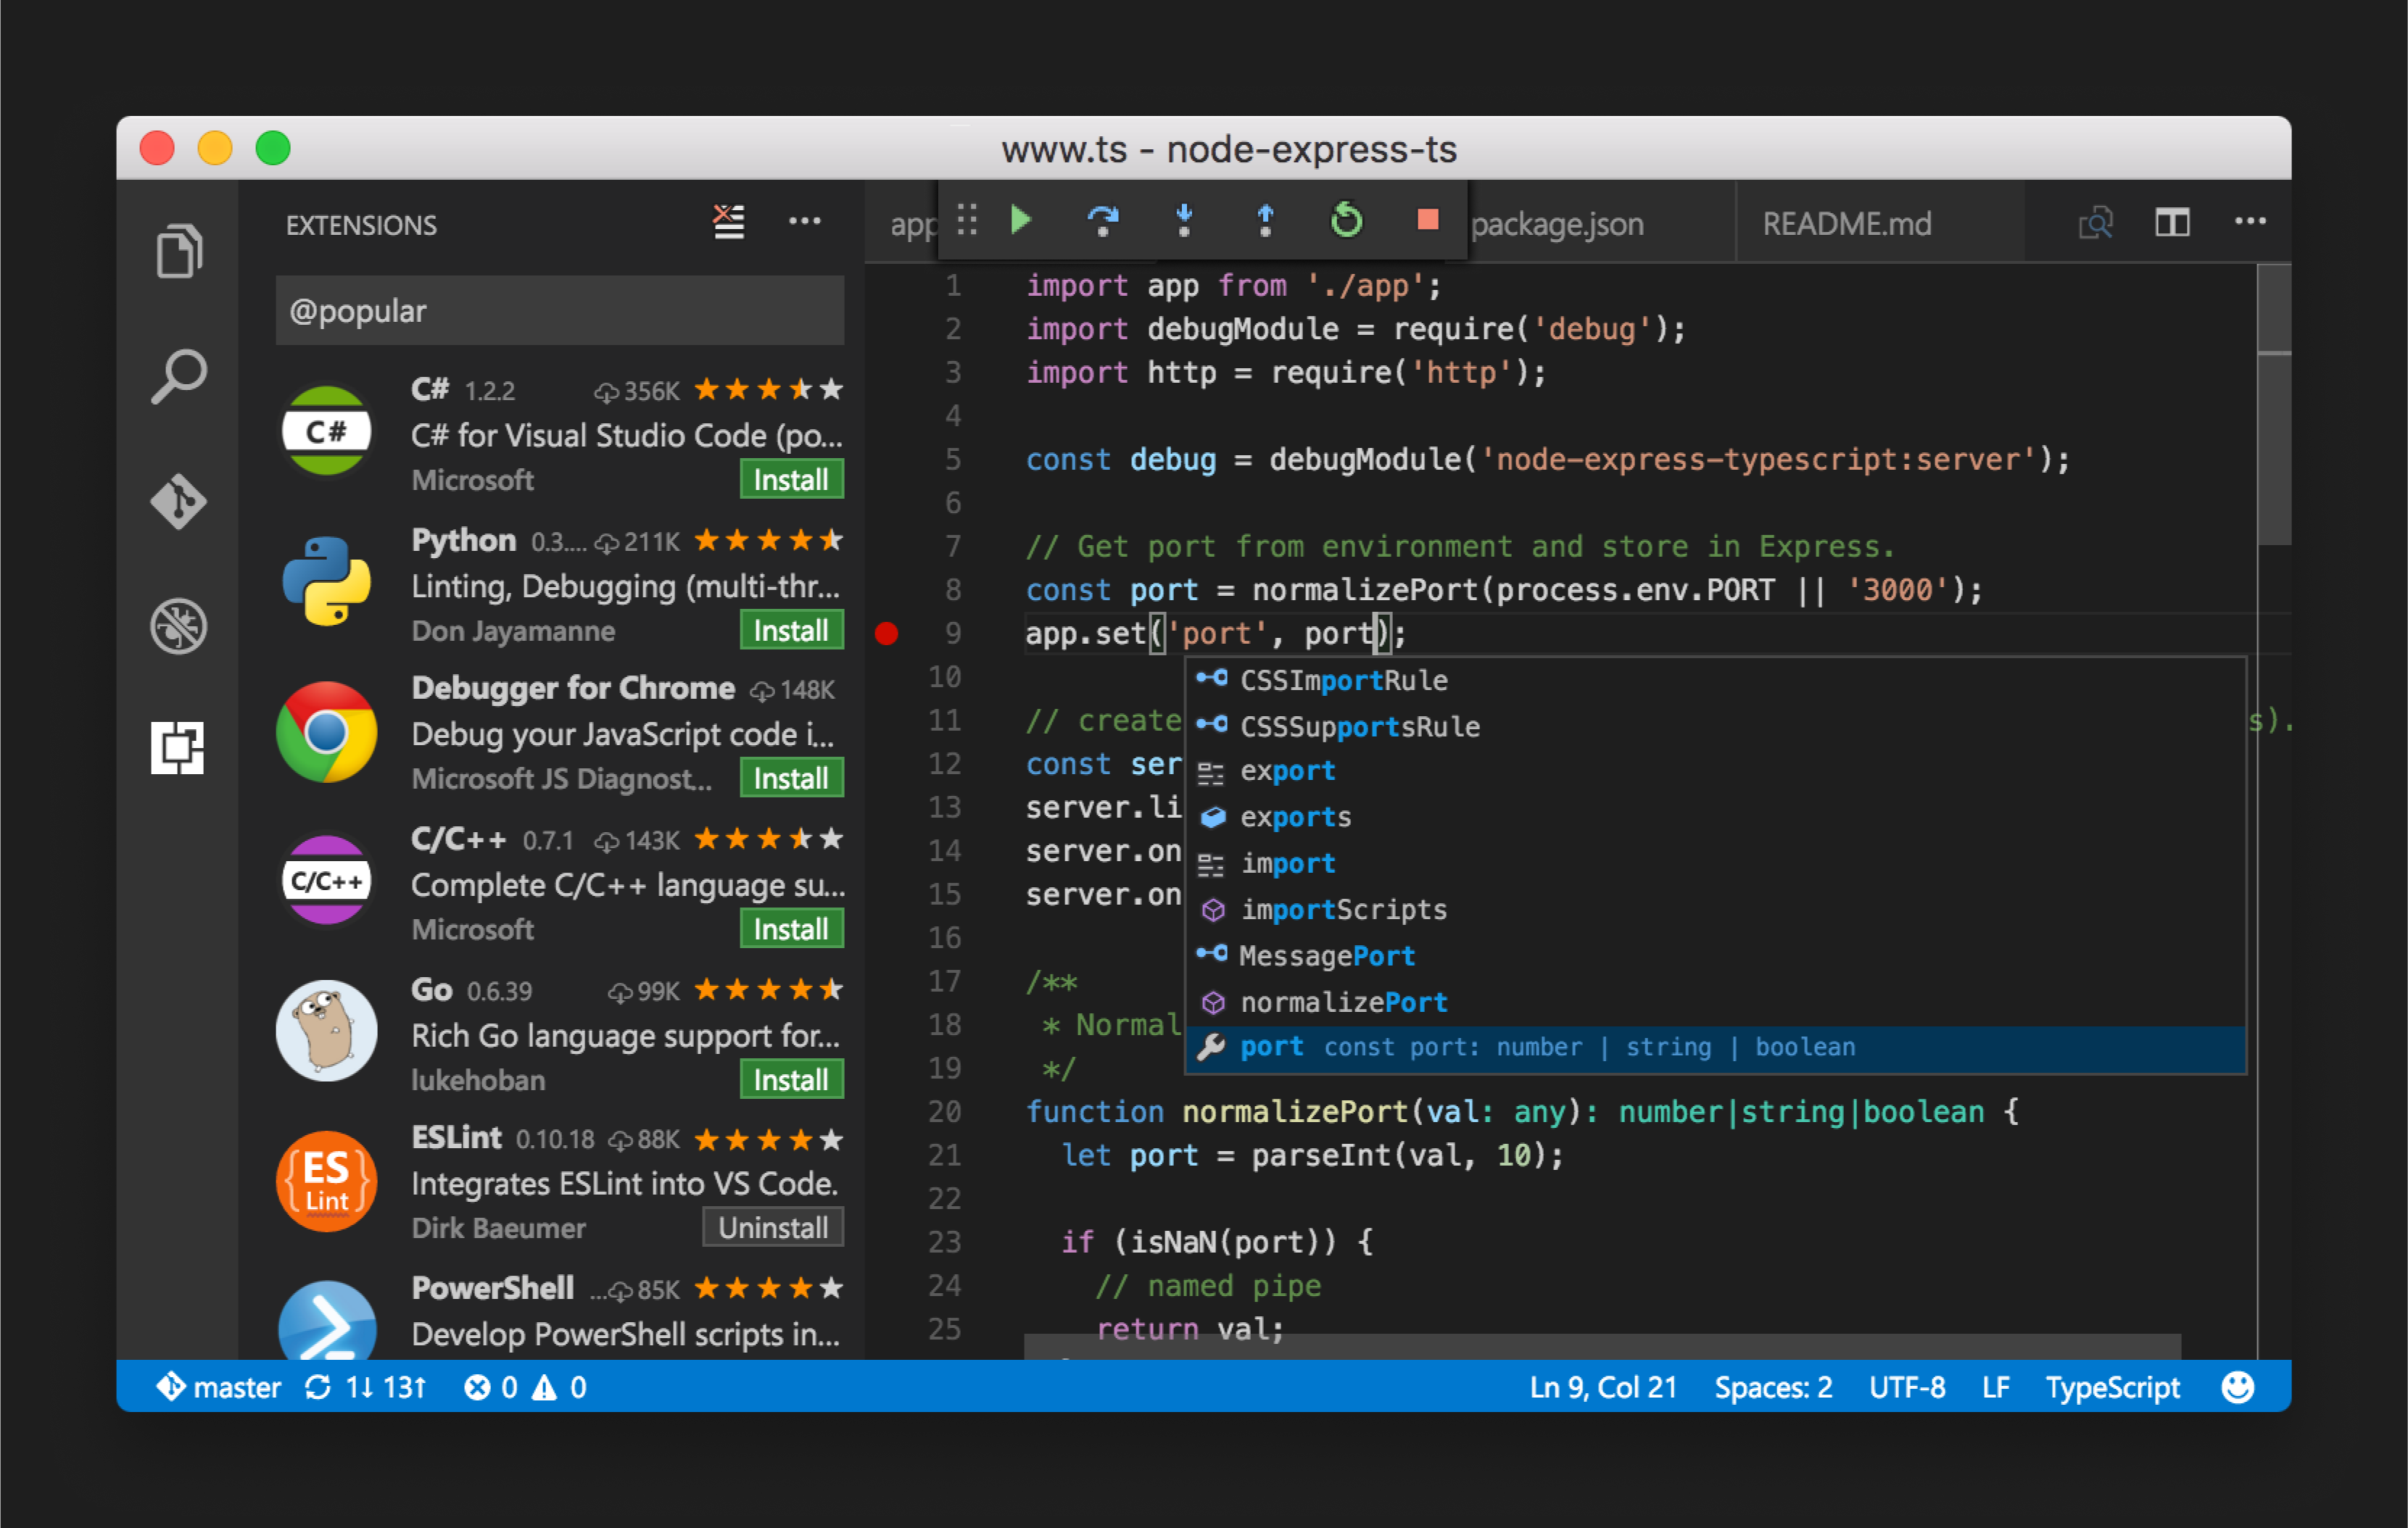 www.ts - node-express-ts
EXTENSIONS
@popular
C# 1.2.2 356K
C#
C# for Visual Studio Code (po...
Microsoft Install
Python 0.3.... 211K
Linting, Debugging (multi-thr...
Don Jayamanne Install
Debugger for Chrome 148K
Debug your JavaScript code i...
Microsoft JS Diagnost... Install
C/C++ 0.7.1 143K
C/C++
Complete C/C++ language su...
Microsoft Install
Go 0.6.39 99K
Rich Go language support for...
lukehoban Install
ESLint 0.10.18 88K
{ES}
Lint
Integrates ESLint into VS Code.
Dirk Baeumer Uninstall
PowerShell ... 85K
Develop PowerShell scripts in...
app package.json README.md
1 import app from './app';
2 import debugModule = require('debug');
3 import http = require('http');
4
5 const debug = debugModule('node-express-typescript:server');
6
7 // Get port from environment and store in Express.
8 const port = normalizePort(process.env.PORT || '3000');
9 app.set('port', port);
10
11 // create s).
12 const ser
13 server.li
14 server.on
15 server.on
16
17 /**
18 * Normal
19 */
20 function normalizePort(val: any): number|string|boolean {
21 let port = parseInt(val, 10);
22
23 if (isNaN(port)) {
24 // named pipe
25 return val;
CSSImportRule
CSSSupportsRule
export
exports
import
importScripts
MessagePort
normalizePort
port const port: number | string | boolean
master 1↓ 13↑ 0 0 Ln 9, Col 21 Spaces: 2 UTF-8 LF TypeScript